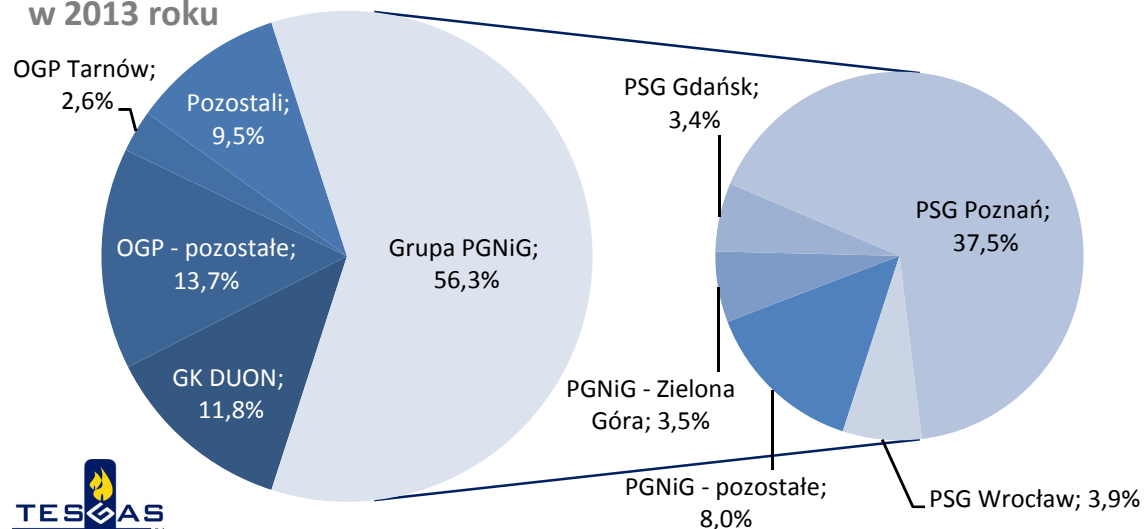 w 2013 roku
OGP Tarnów;
2,6%
Pozostali;
9,5%
OGP - pozostałe;
13,7%
GK DUON;
11,8%
Grupa PGNiG;
56,3%
PSG Gdańsk;
3,4%
PSG Poznań;
37,5%
PGNiG - Zielona
Góra; 3,5%
PGNiG - pozostałe;
8,0%
PSG Wrocław; 3,9%
TESGAS